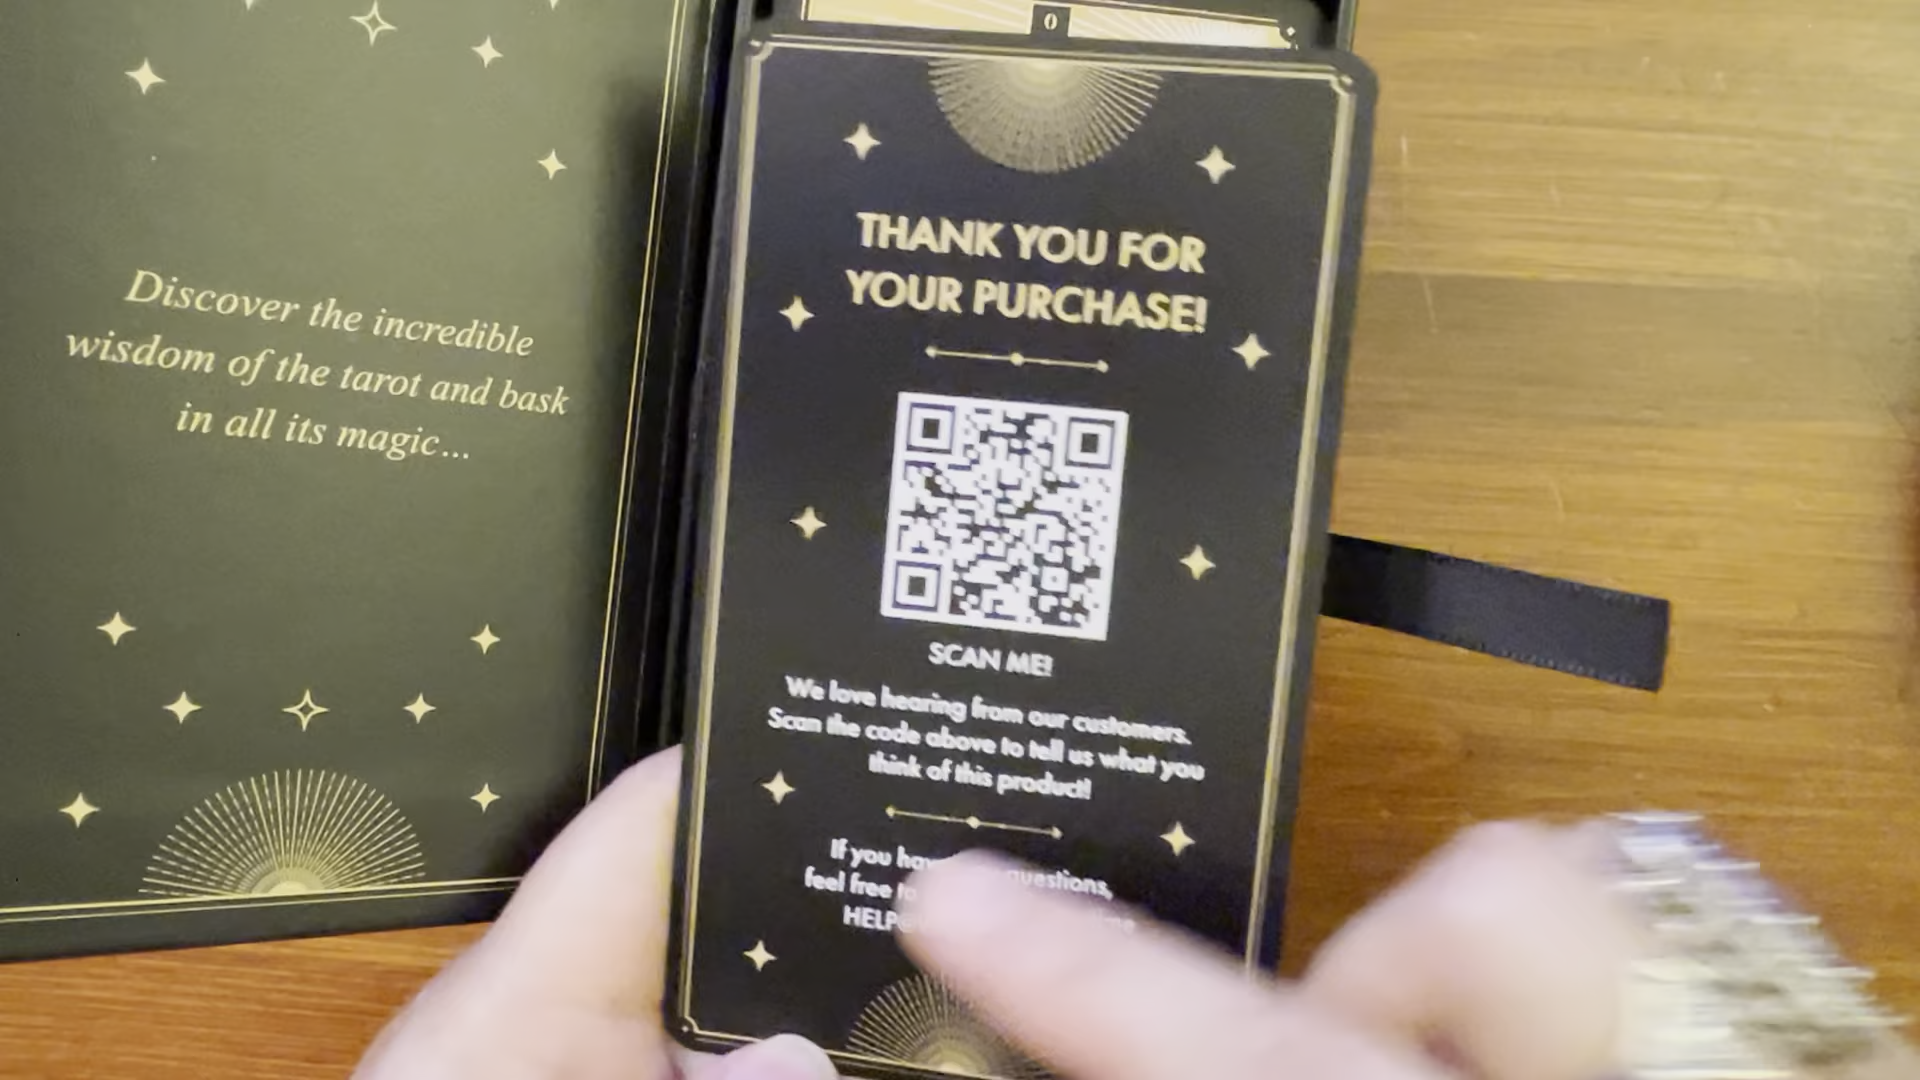 0
Discover the incredible
wisdom of the tarot and bask
in all its magic...
THANK YOU FOR
YOUR PURCHASE!
SCAN ME!
We love hearing from our customers.
Scan the code above to tell us what you
think of this product!
If you
feel free